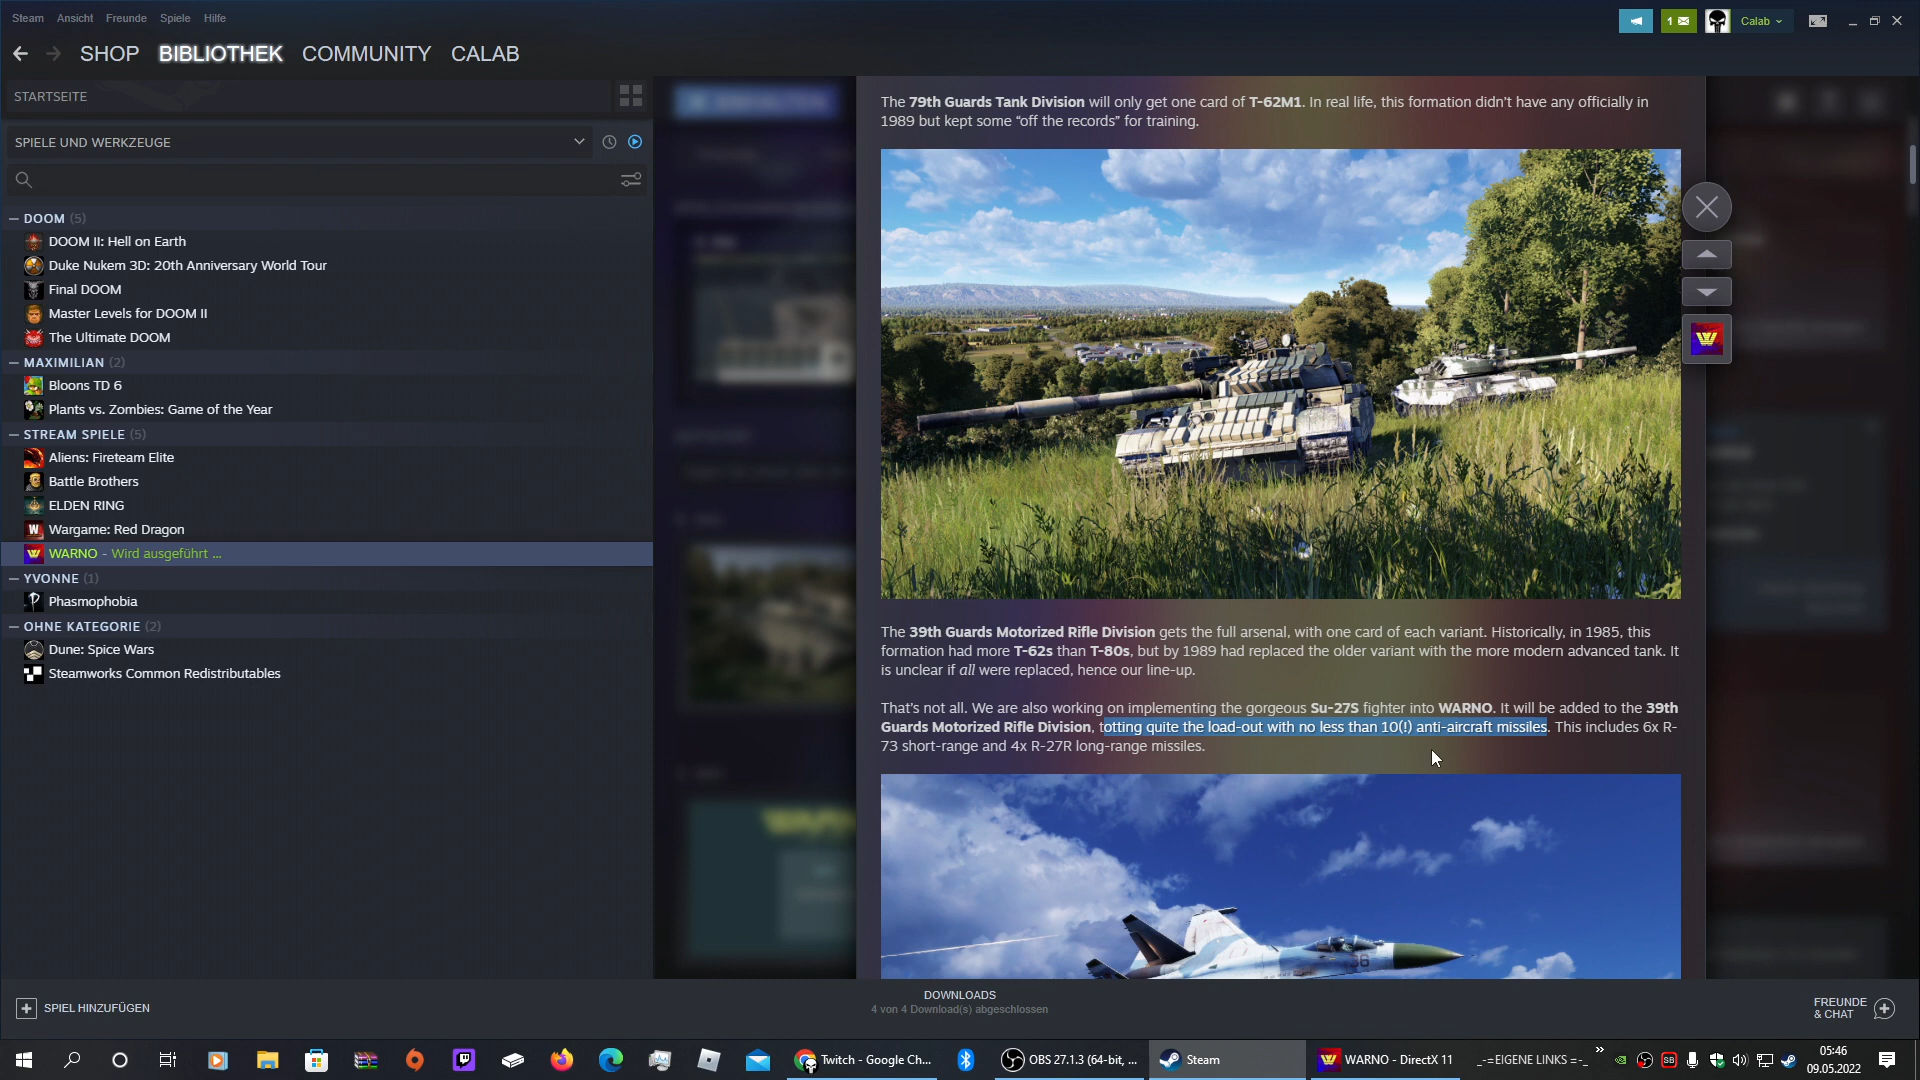 Steam Ansicht Freunde Spiele Hilfe
1
Calab
SHOP BIBLIOTHEK COMMUNITY CALAB
STARTSEITE
SPIELE UND WERKZEUGE
— DOOM (5)
DOOM II: Hell on Earth
Duke Nukem 3D: 20th Anniversary World Tour
Final DOOM
Master Levels for DOOM II
The Ultimate DOOM
— MAXIMILIAN (2)
Bloons TD 6
Plants vs. Zombies: Game of the Year
— STREAM SPIELE (5)
Aliens: Fireteam Elite
Battle Brothers
ELDEN RING
Wargame: Red Dragon
WARNO - Wird ausgeführt ...
— YVONNE (1)
Phasmophobia
— OHNE KATEGORIE (2)
Dune: Spice Wars
Steamworks Common Redistributables
The 79th Guards Tank Division will only get one card of T-62M1. In real life, this formation didn't have any officially in
1989 but kept some “off the records” for training.
The 39th Guards Motorized Rifle Division gets the full arsenal, with one card of each variant. Historically, in 1985, this
formation had more T-62s than T-80s, but by 1989 had replaced the older variant with the more modern advanced tank. It
is unclear if all were replaced, hence our line-up.
That's not all. We are also working on implementing the gorgeous Su-27S fighter into WARNO. It will be added to the 39th
Guards Motorized Rifle Division, totting quite the load-out with no less than 10(!) anti-aircraft missiles. This includes 6x R-
73 short-range and 4x R-27R long-range missiles.
SPIEL HINZUFÜGEN
DOWNLOADS
4 von 4 Download(s) abgeschlossen
FREUNDE
& CHAT
Twitch - Google Ch...
OBS 27.1.3 (64-bit, ...
Steam
WARNO - DirectX 11
_-=EIGENE LINKS =-_
05:46
09.05.2022